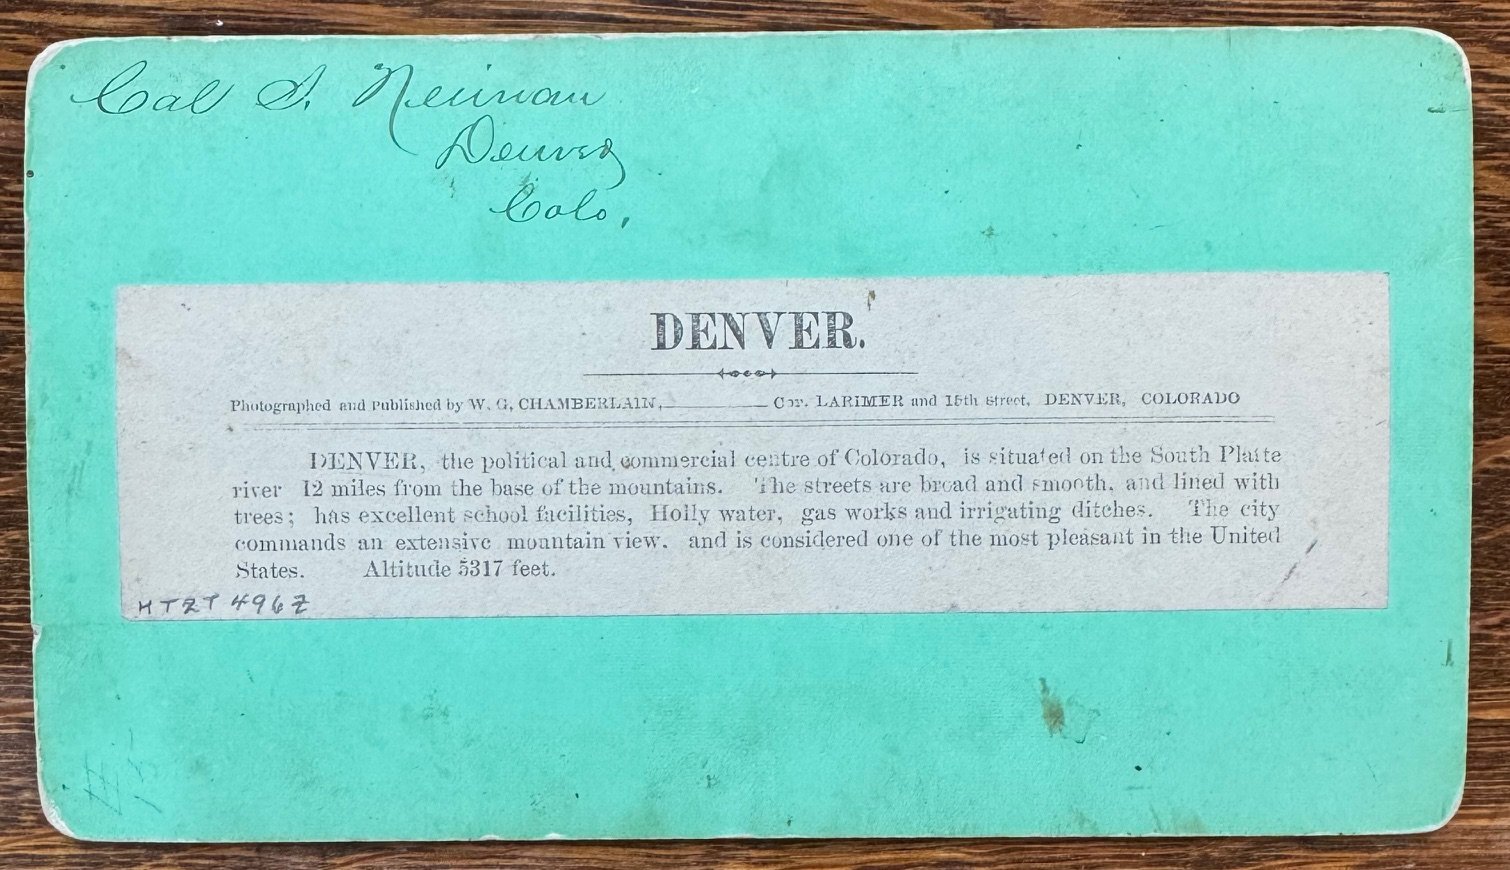 Cal S. Neiman
Denver
Colo.
DENVER.
Photographed and Published by W. G, CHAMBERLAIN, Cor. LARIMER and 15th street, DENVER, COLORADO
DENVER, the political and commercial centre of Colorado, is situated on the South Platte
river 12 miles from the base of the mountains. The streets are broad and smooth, and lined with
trees; has excellent school facilities, Holly water, gas works and irrigating ditches. The city
commands an extensive mountain view. and is considered one of the most pleasant in the United
States. Altitude 5317 feet.
HTZT 496Z